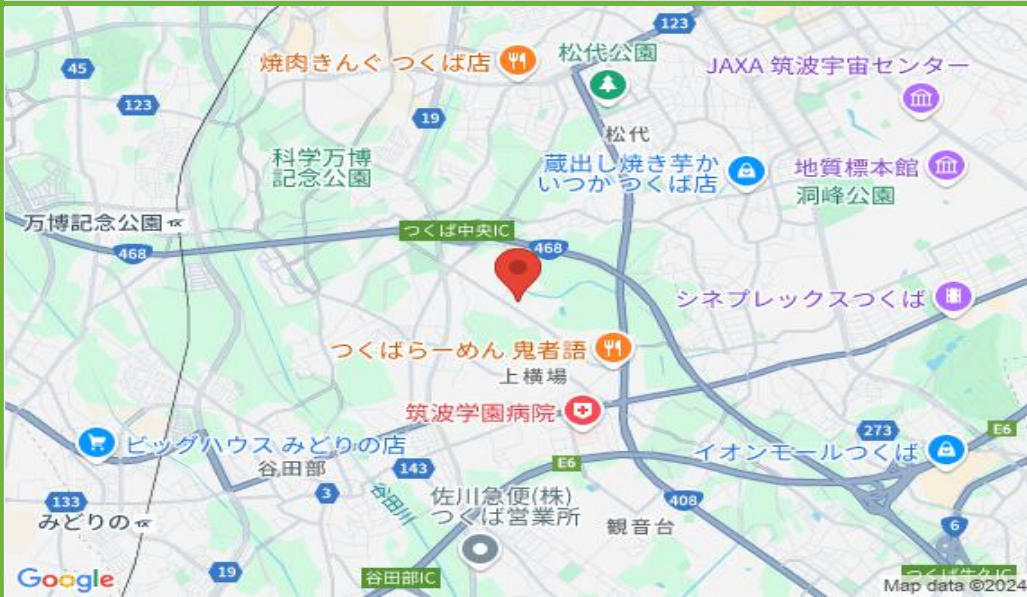 123
45
焼肉きんぐ つくば店
松代公園
JAXA 筑波宇宙センター
123
19
松代
科学万博
記念公園
蔵出し焼き芋か
いつか つくば店
地質標本館
洞峰公園
万博記念公園
つくば中央IC
468
468
シネプレックスつくば
つくばらーめん 鬼者語
上横場
筑波学園病院
ビッグハウス みどりの店
273
E6
イオンモールつくば
谷田部
143
E6
133
3
谷田川
佐川急便(株)
つくば営業所
408
みどりの
観音台
6
19
谷田部IC
つくば牛久IC
Google
Map data ©2024